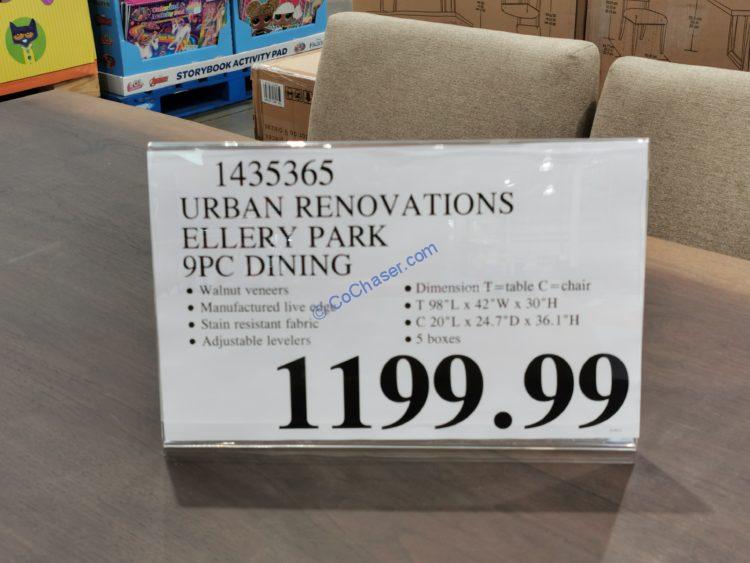 STORYBOOK ACTIVITY PAD
1435365
URBAN RENOVATIONS
ELLERY PARK
9PC DINING
• Walnut veneers
• Manufactured live edge
• Stain resistant fabric
• Adjustable levelers
• Dimension T=table C=chair
• T 98"L x 42"W x 30"H
• C 20"L x 24.7"D x 36.1"H
• 5 boxes
1199.99
©CoChaser.com